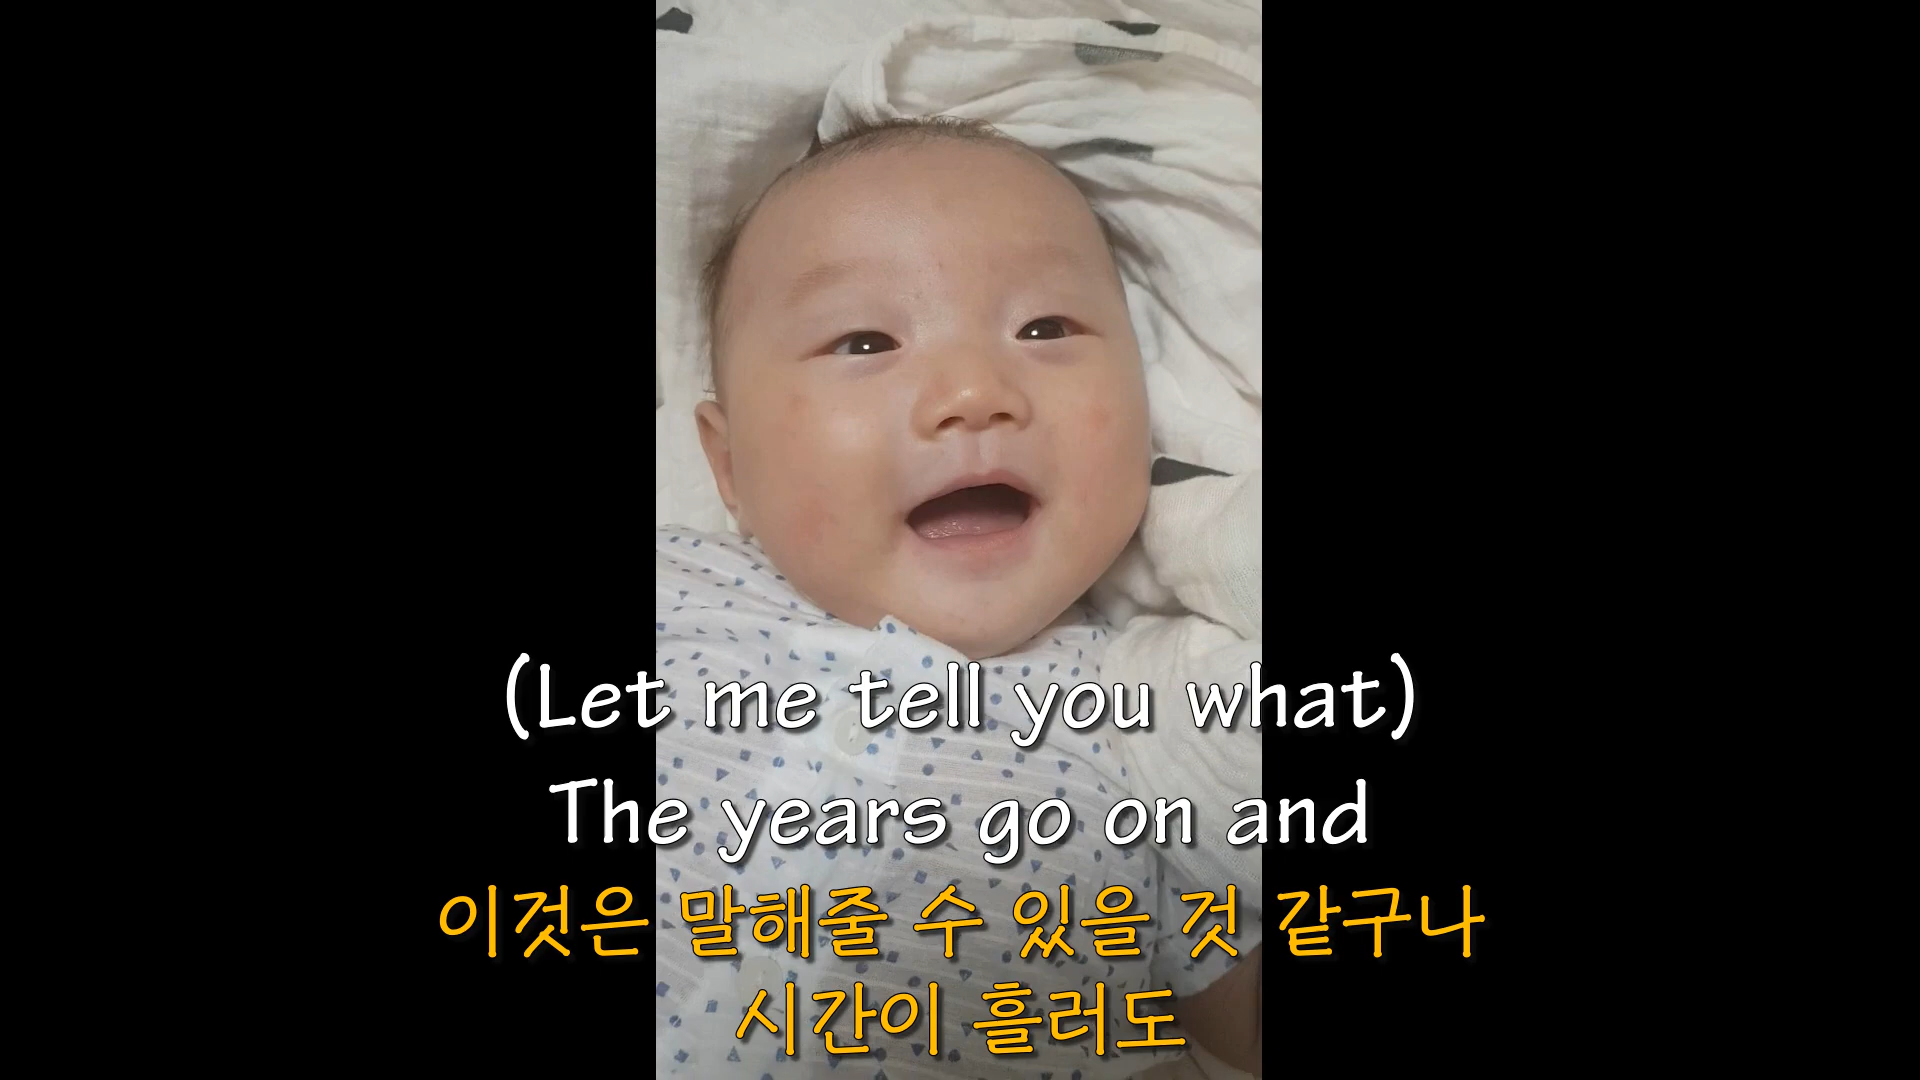 (Let me tell you what)
The years go on and
이것은 말해줄 수 있을 것 같구나
시간이 흘러도